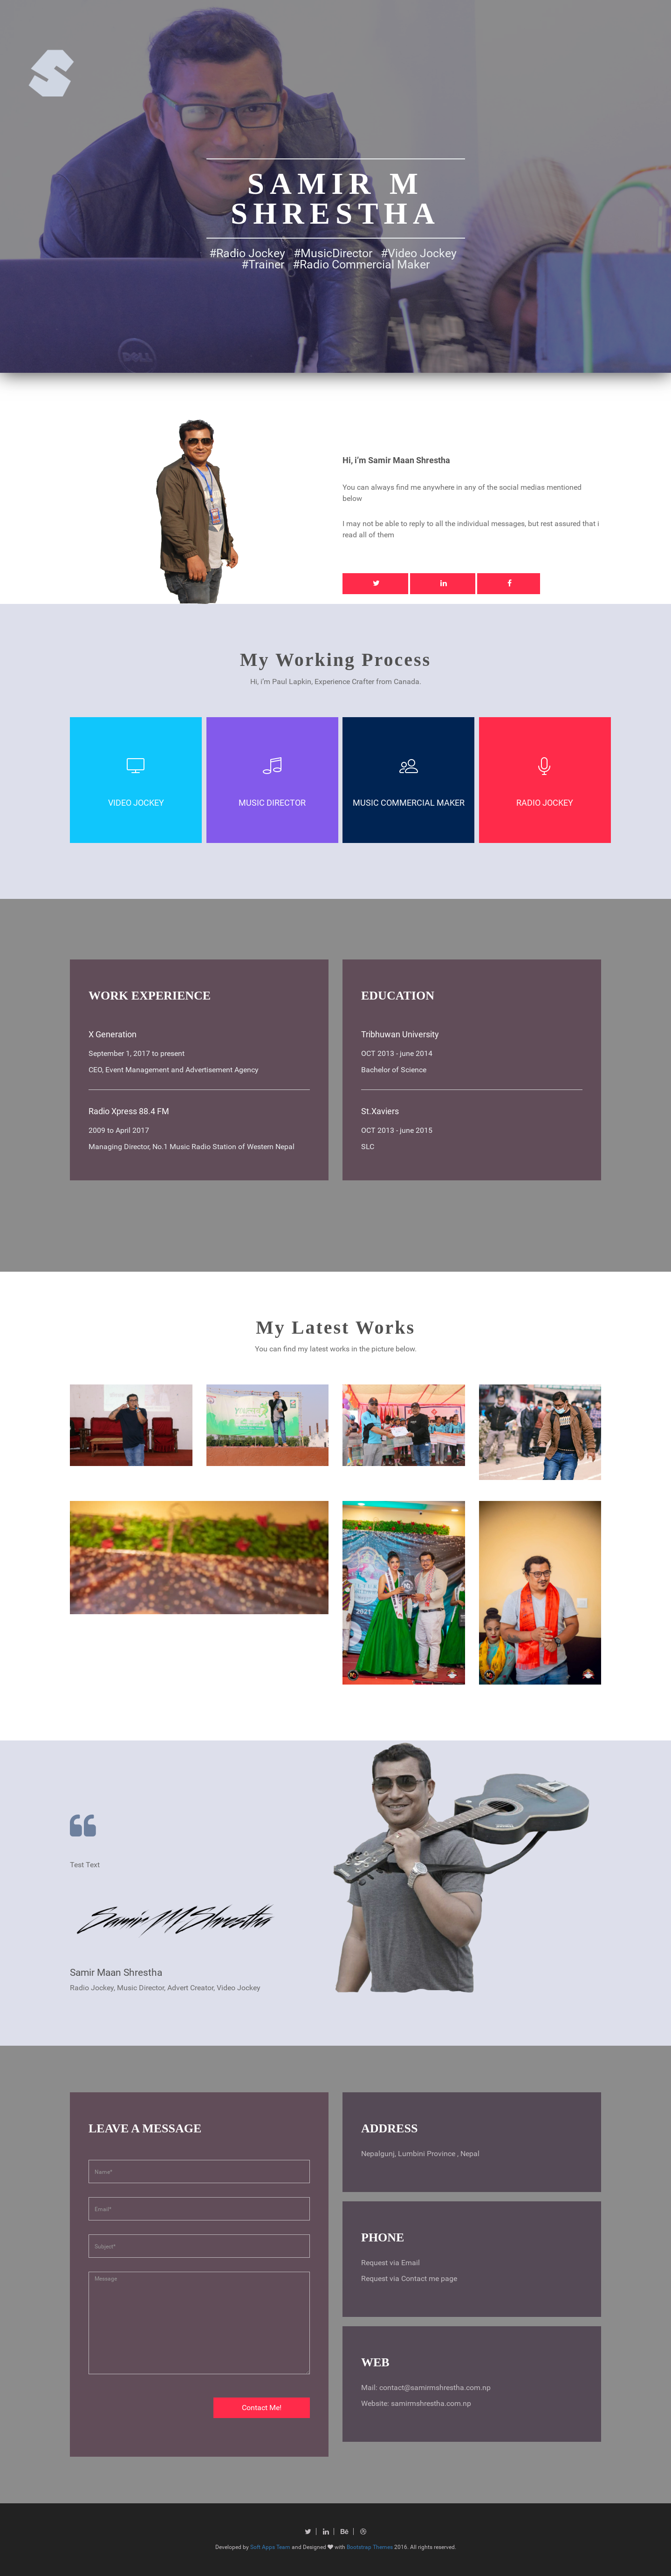 SAMIR M
SHRESTHA
#Radio Jockey #MusicDirector #Video Jockey
#Trainer #Radio Commercial Maker
DELL
Hi, i'm Samir Maan Shrestha
You can always find me anywhere in any of the social medias mentioned
below
I may not be able to reply to all the individual messages, but rest assured that i
read all of them
My Working Process
Hi, i'm Paul Lapkin, Experience Crafter from Canada.
VIDEO JOCKEY
MUSIC DIRECTOR
MUSIC COMMERCIAL MAKER
RADIO JOCKEY
WORK EXPERIENCE
X Generation
September 1, 2017 to present
CEO, Event Management and Advertisement Agency
Radio Xpress 88.4 FM
2009 to April 2017
Managing Director, No.1 Music Radio Station of Western Nepal
EDUCATION
Tribhuwan University
OCT 2013 - june 2014
Bachelor of Science
St.Xaviers
OCT 2013 - june 2015
SLC
My Latest Works
You can find my latest works in the picture below.
2021
Test Text
Samir M Shrestha
Samir Maan Shrestha
Radio Jockey, Music Director, Advert Creator, Video Jockey
LEAVE A MESSAGE
Name*
Email*
Subject*
Message
Contact Me!
ADDRESS
Nepalgunj, Lumbini Province , Nepal
PHONE
Request via Email
Request via Contact me page
WEB
Mail: contact@samirmshrestha.com.np
Website: samirmshrestha.com.np
Developed by Soft Apps Team and Designed with Bootstrap Themes 2016. All rights reserved.